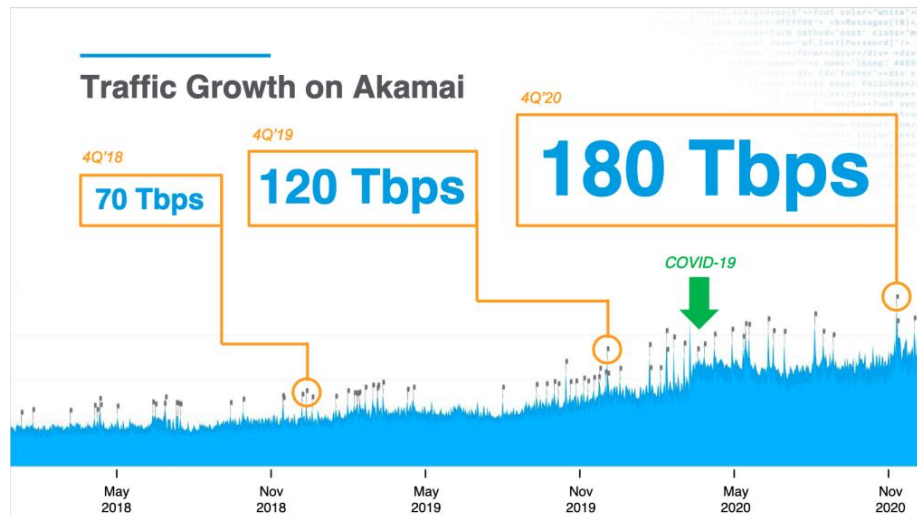 Traffic Growth on Akamai
4Q'18
70 Tbps
4Q'19
120 Tbps
4Q'20
180 Tbps
COVID-19
May
2018
Nov
2018
May
2019
Nov
2019
May
2020
Nov
2020